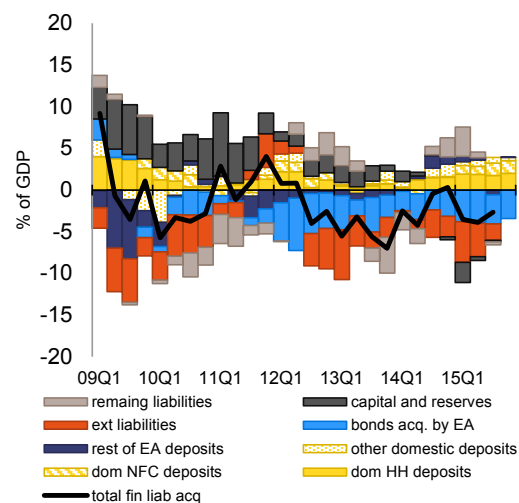 20
15
10
5
0
-5
-10
-15
-20
% of GDP
09Q1 10Q1 11Q1 12Q1 13Q1 14Q1 15Q1
remaing liabilities capital and reserves
ext liabilities bonds acq. by EA
rest of EA deposits other domestic deposits
dom NFC deposits dom HH deposits
total fin liab acq